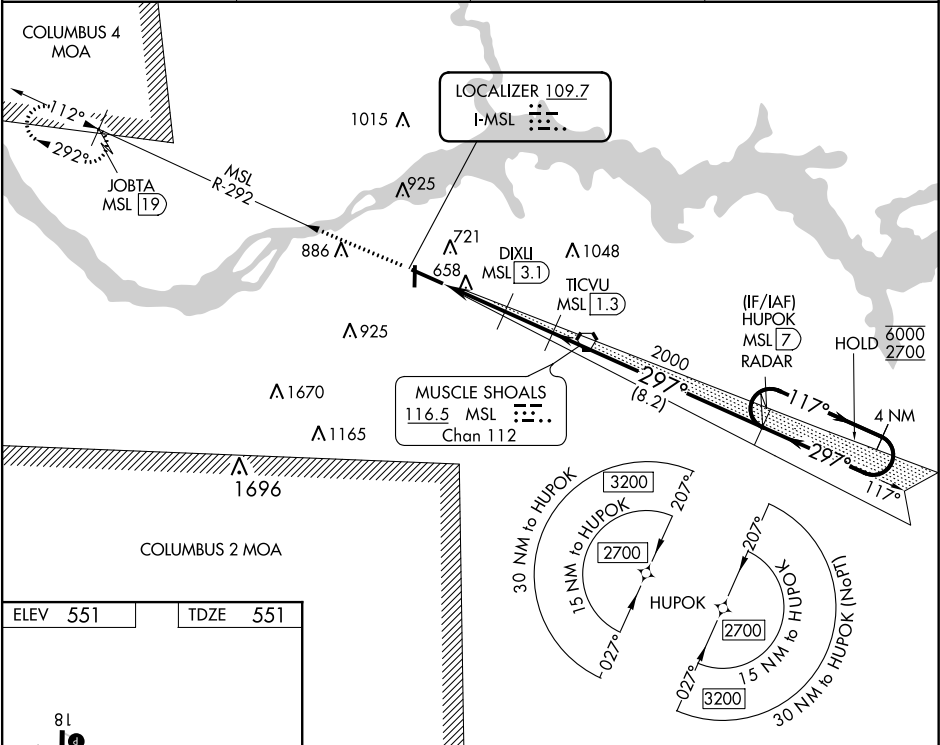 COLUMBUS 4
MOA
112°
292°
JOBTA
MSL 19
MSL
R-292
1015
925
LOCALIZER 109.7
I-MSL
886
721
658
1048
DIXLI
MSL 3.1
TICVU
MSL 1.3
(IF/IAF)
HUPOK
MSL 7
RADAR
HOLD
6000
2700
925
2000
297°
(8.2)
117°
4 NM
297°
117°
MUSCLE SHOALS
116.5 MSL
Chan 112
1670
1165
1696
COLUMBUS 2 MOA
30 NM to HUPOK
3200
15 NM to HUPOK
2700
207°
027°
HUPOK
207°
2700
15 NM to HUPOK
027°
3200
30 NM to HUPOK (NoPT)
ELEV 551
TDZE 551
18
P